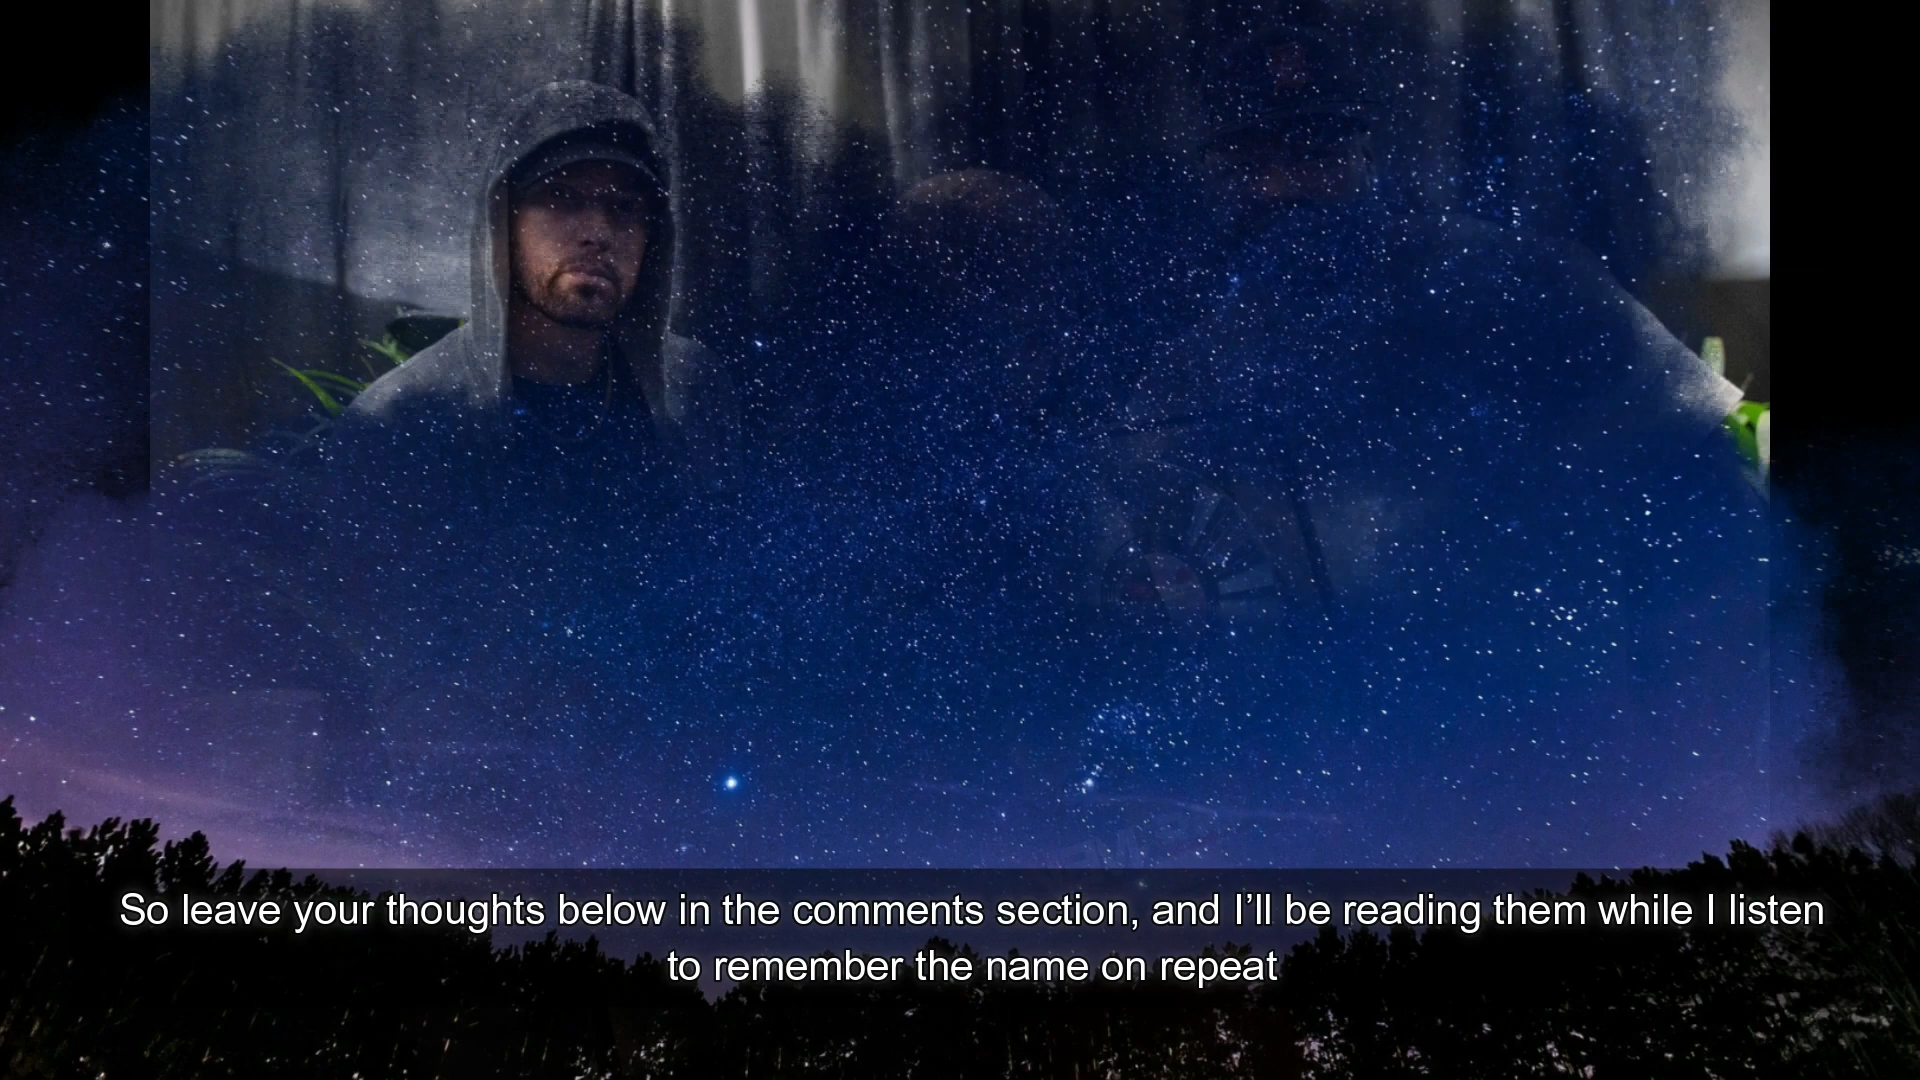 So leave your thoughts below in the comments section, and I’ll be reading them while I listen
to remember the name on repeat